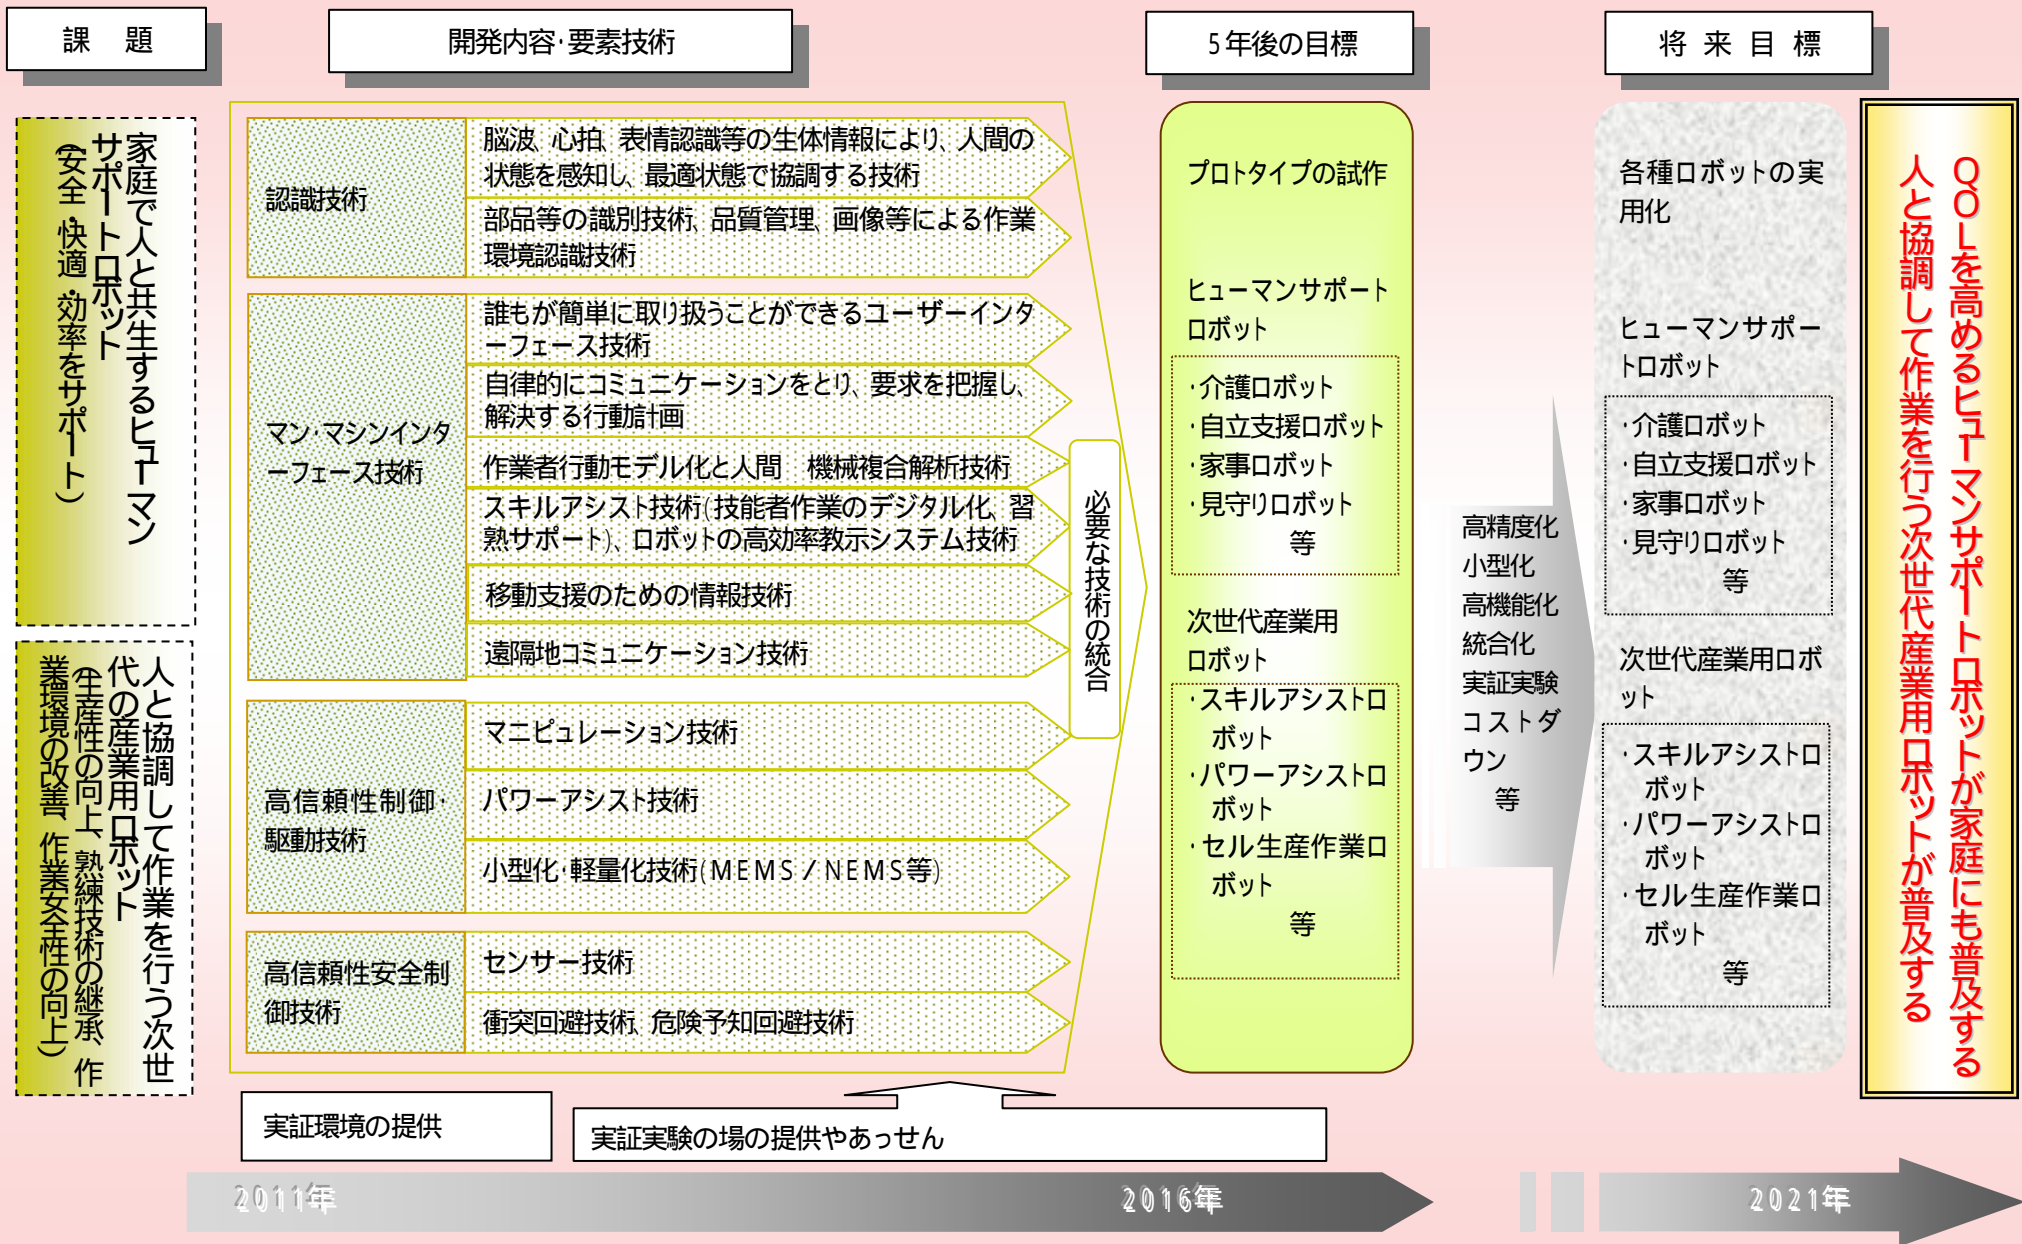 課 題
開発内容・要素技術
5年後の目標
将来目標
家庭で人と共生するヒューマン
サポートロボット
(安全・快適・効率をサポート)
人と協調して作業を行う次世
代の産業用ロボット
(生産性の向上、熟練技術の継承、作
業環境の改善、作業安全性の向上)
認識技術
脳波、心拍、表情認識等の生体情報により、人間の
状態を感知し、最適状態で協調する技術
部品等の識別技術、品質管理、画像等による作業
環境認識技術
マン・マシンインタ
ーフェース技術
誰もが簡単に取り扱うことができるユーザーインタ
ーフェース技術
自律的にコミュニケーションをとり、要求を把握し、
解決する行動計画
作業者行動モデル化と人間 機械複合解析技術
スキルアシスト技術(技能者作業のデジタル化、習
熟サポート)、ロボットの高効率教示システム技術
移動支援のための情報技術
遠隔地コミュニケーション技術
高信頼性制御・
駆動技術
マニピュレーション技術
パワーアシスト技術
小型化・軽量化技術(MEMS/NEMS等)
高信頼性安全制
御技術
センサー技術
衝突回避技術、危険予知回避技術
必要な技術の統合
プロトタイプの試作
ヒューマンサポート
ロボット
・介護ロボット
・自立支援ロボット
・家事ロボット
・見守りロボット
等
次世代産業用
ロボット
・スキルアシストロ
ボット
・パワーアシストロ
ボット
・セル生産作業ロ
ボット
等
高精度化
小型化
高機能化
統合化
実証実験
コストダ
ウン
等
各種ロボットの実
用化
ヒューマンサポー
トロボット
・介護ロボット
・自立支援ロボット
・家事ロボット
・見守りロボット
等
次世代産業用ロボ
ット
・スキルアシストロ
ボット
・パワーアシストロ
ボット
・セル生産作業ロ
ボット
等
QOLを高めるヒューマンサポートロボットが家庭にも普及する
人と協調して作業を行う次世代産業用ロボットが普及する
実証環境の提供
実証実験の場の提供やあっせん
2011年
2016年
2021年